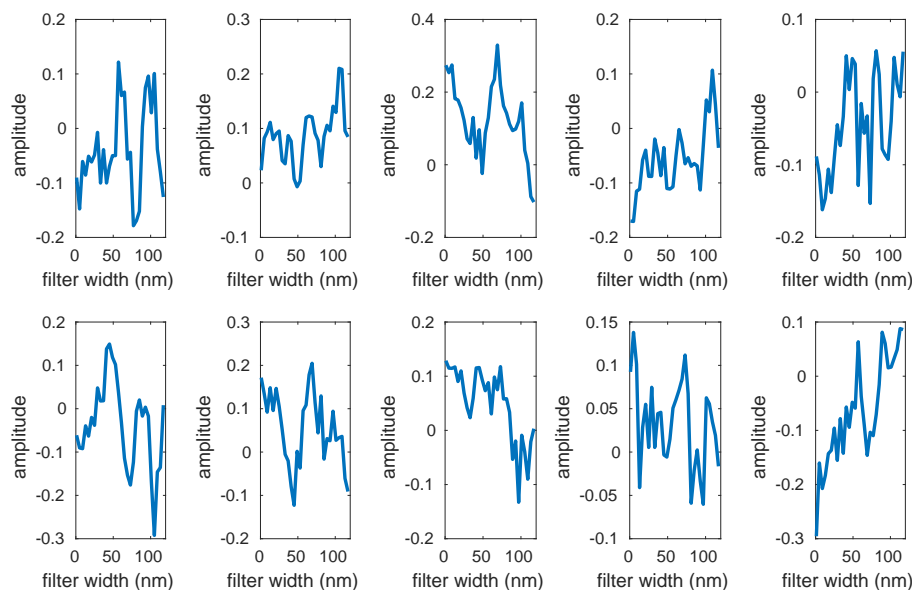 0.2 0.3 0.4 0.2 0.1
0.1 0.2 0.2 0.1 0
0 0.1 0 0 -0.1
-0.1 0 -0.2 -0.1 -0.2
-0.2 -0.1 -0.2
amplitude amplitude amplitude amplitude amplitude
0 50 100 0 50 100 0 50 100 0 50 100 0 50 100
filter width (nm) filter width (nm) filter width (nm) filter width (nm) filter width (nm)
0.2 0.3 0.2 0.15 0.1
0.1 0.2 0.1 0.1 0
0 0.1 0 0.05 -0.1
-0.1 0 -0.1 0 -0.2
-0.2 -0.1 0.2 -0.05 -0.3
-0.3 -0.2 -0.1
amplitude amplitude amplitude amplitude amplitude
0 50 100 0 50 100 0 50 100 0 50 100 0 50 100
filter width (nm) filter width (nm) filter width (nm) filter width (nm) filter width (nm)